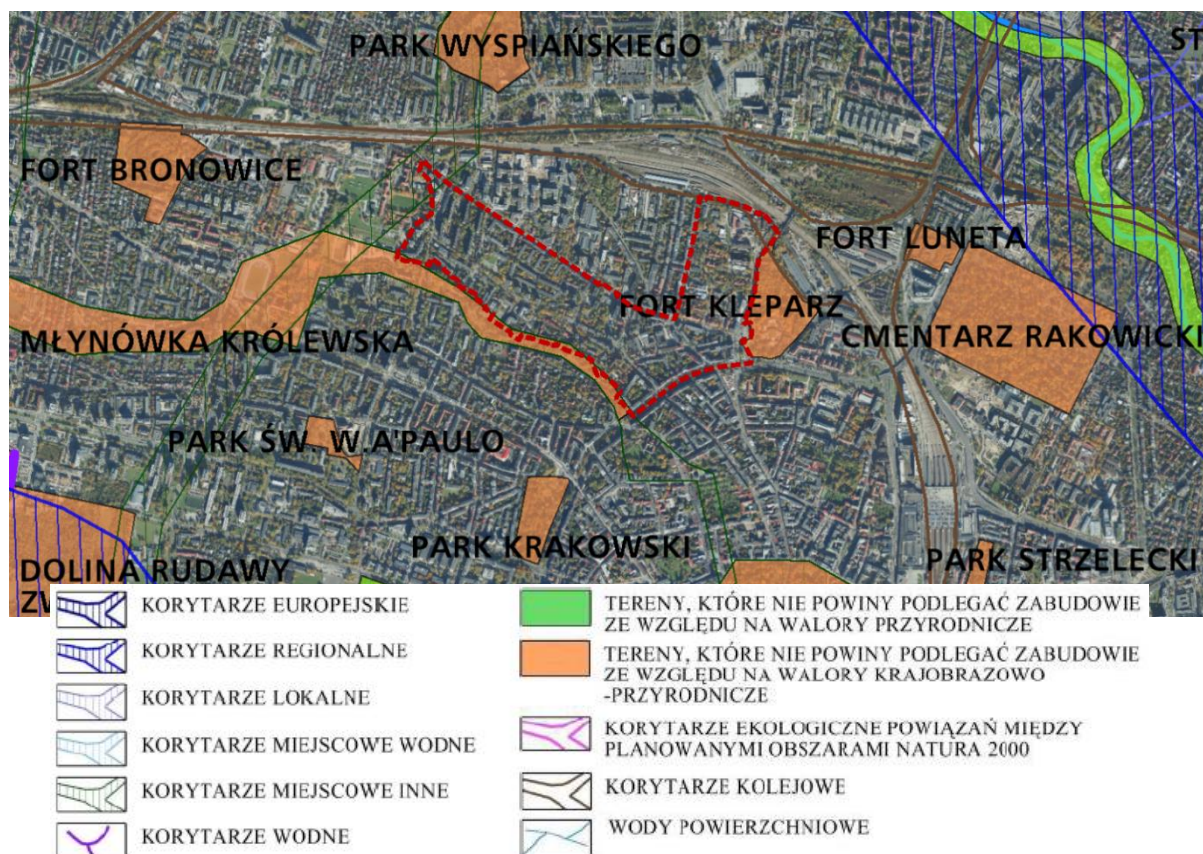 PARK WYSPIAŃSKIEGO
ST
FORT BRONOWICE
FORT LUNETA
FORT KLEPARZ
MŁYNÓWKA KRÓLEWSKA
CMENTARZ RAKOWICKI
PARK ŚW. W.A'PAULO
PARK KRAKOWSKI
PARK STRZELECKI
DOLINA RUDAWY
KORYTARZE EUROPEJSKIE
KORYTARZE REGIONALNE
KORYTARZE LOKALNE
KORYTARZE MIEJSCOWE WODNE
KORYTARZE MIEJSCOWE INNE
KORYTARZE WODNE
TERENY, KTÓRE NIE POWINY PODLEGAĆ ZABUDOWIE
ZE WZGLĘDU NA WALORY PRZYRODNICZE
TERENY, KTÓRE NIE POWINY PODLEGAĆ ZABUDOWIE
ZE WZGLĘDU NA WALORY KRAJOBRAZOWO
-PRZYRODNICZE
KORYTARZE EKOLOGICZNE POWIĄZAŃ MIĘDZY
PLANOWANYMI OBSZARAMI NATURA 2000
KORYTARZE KOLEJOWE
WODY POWIERZCHNIOWE